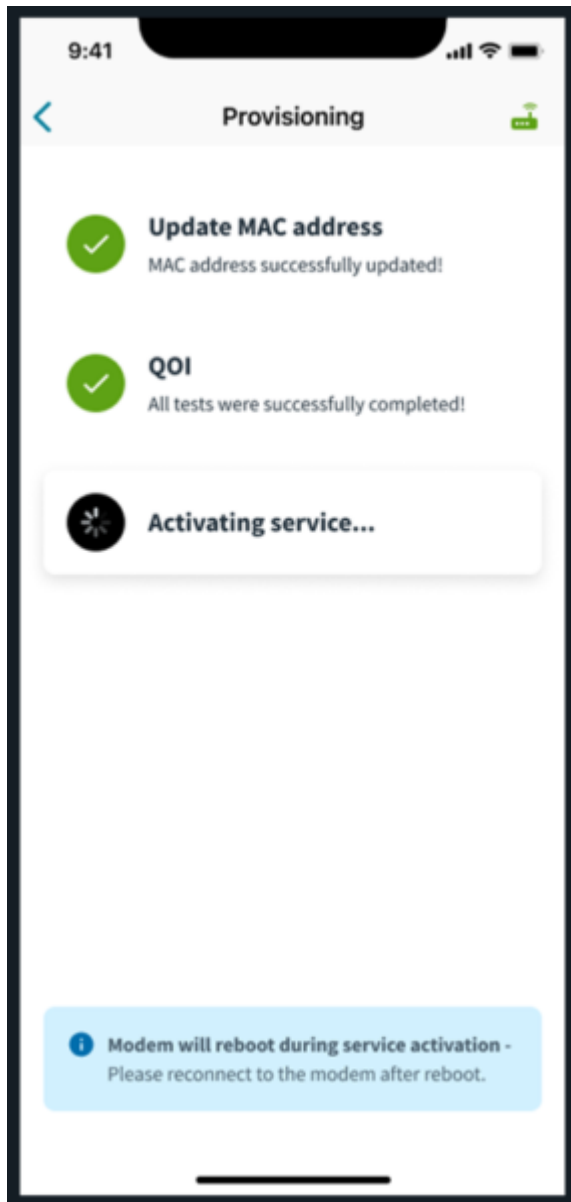 9:41
Provisioning
Update MAC address
MAC address successfully updated!
QOI
All tests were successfully completed!
Activating service...
Modem will reboot during service activation -
Please reconnect to the modem after reboot.